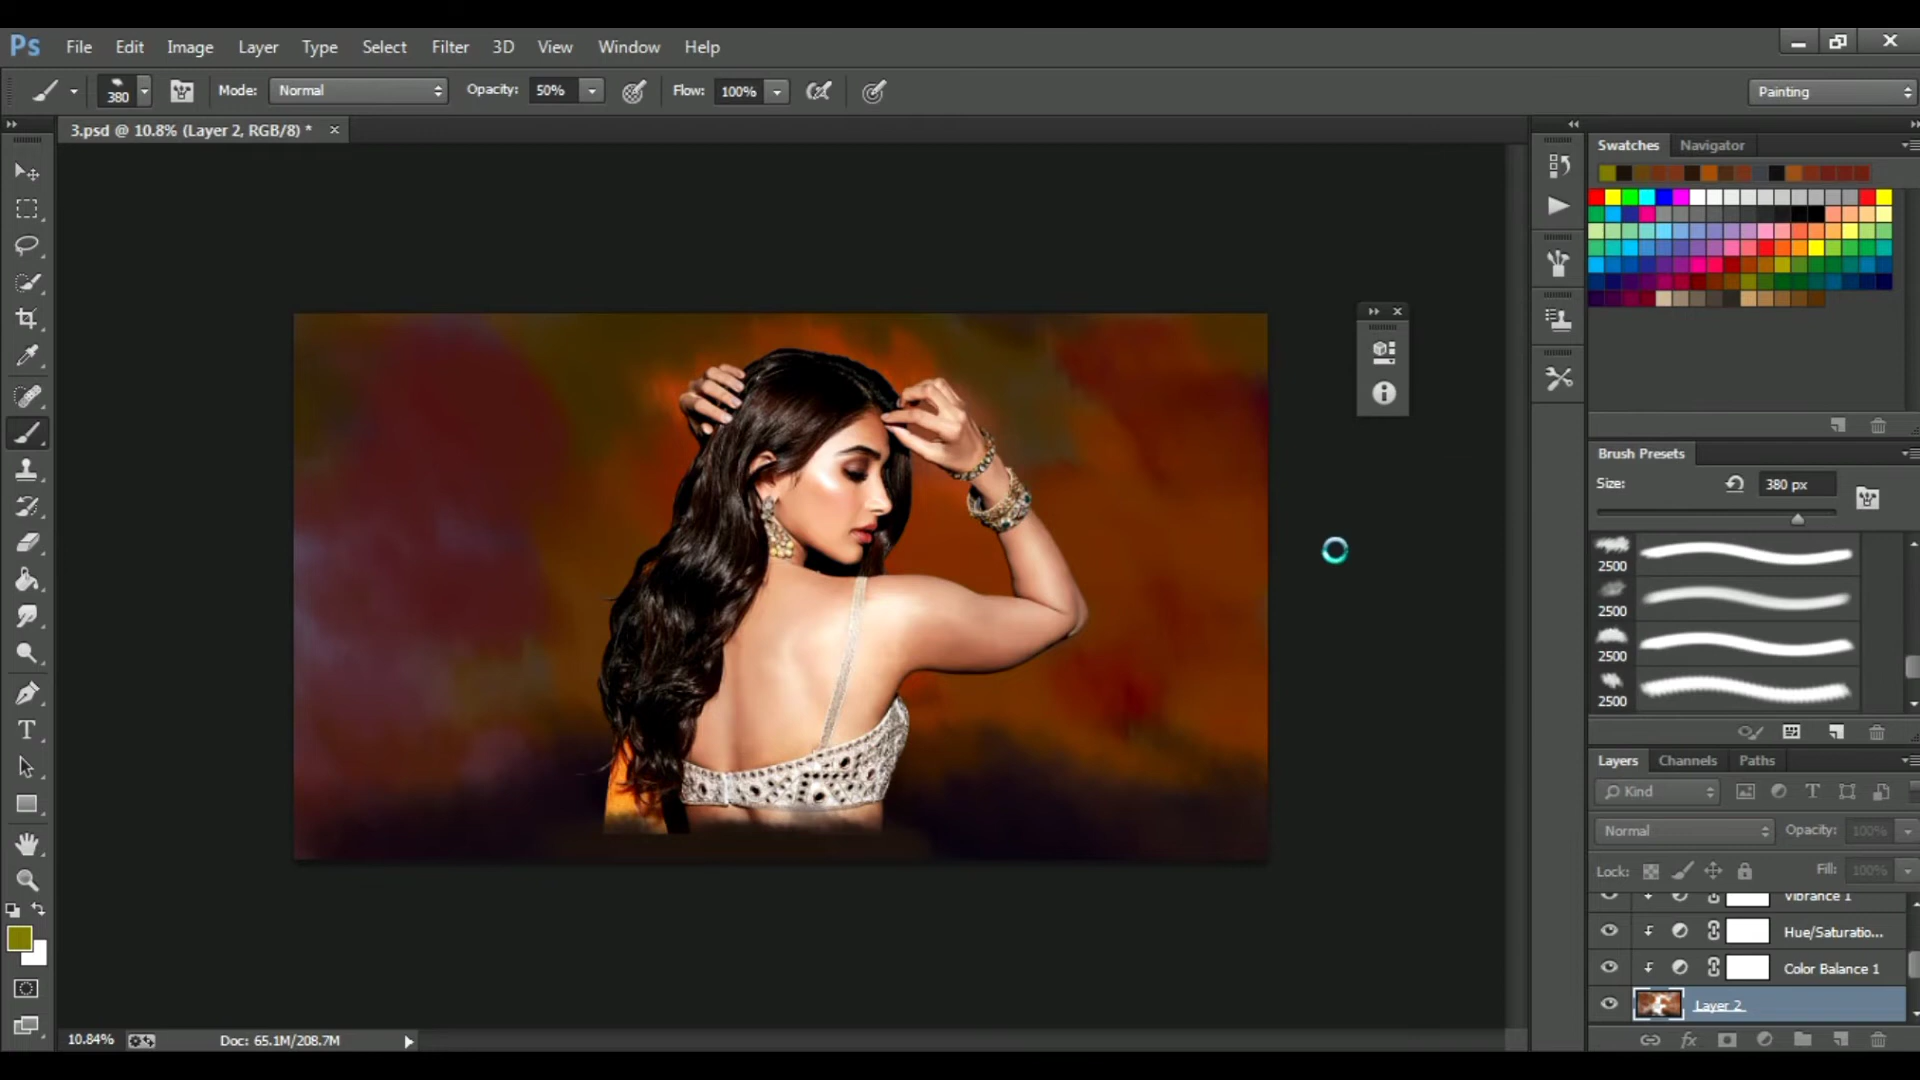 Ps File Edit Image Layer Type Select Filter 3D View Window Help
380 Mode: Normal Opacity: 50% Flow: 100% Painting
3.psd @ 10.8% (Layer 2, RGB/8) *
Swatches Navigator
Brush Presets
Size: 380 px
2500
2500
2500
2500
Layers Channels Paths
Kind T
Normal Opacity: 100%
Lock: Fill: 100%
Vibrance 1
Hue/Saturatio...
Color Balance 1
Layer 2
fx
T
10.84% Doc: 65.1M/208.7M